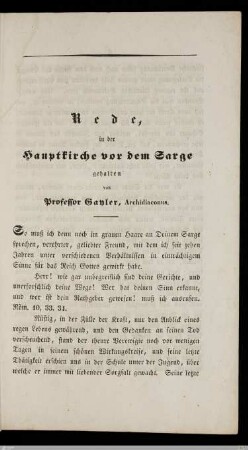 Rede,
in der
Hauptkirche vor dem Sarge
gehalten
von
Professor Gayler, Archidiaconus.
So muß ich denn noch im grauen Haare an Deinem Sarge
sprechen, verehrter, geliebter Freund, mit dem ich seit zehen
Jahren unter verschiedenen Verhältnissen in einträchtigem
Sinne für das Reich Gottes gewirkt habe.
Herr! wie gar unbegreiflich sind deine Gerichte, und
unerforschlich deine Wege! Wer hat deinen Sinn erkannt,
und wer ist dein Rathgeber gewesen! muß ich ausrufen.
Röm. 40, 33. 34.
Rüstig, in der Fülle der Kraft, nur den Anblick eines
regen Lebens gewährend, und den Gedanken an seinen Tod
verscheuchend, stand der theure Verewigte noch vor wenigen
Tagen in seinem schönen Wirkungskreise, und seine letzte
Thätigkeit erschien uns in der Schule unter der Jugend, über
welche er immer mit liebender Sorgfalt gewacht. Seine letzte